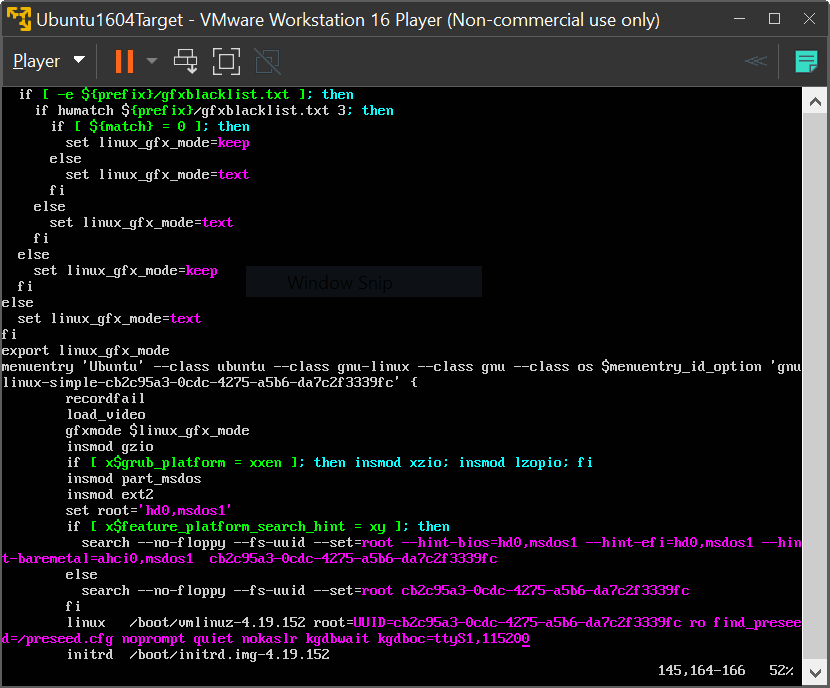 Ubuntu1604Target - VMware Workstation 16 Player (Non-commercial use only)
Player
if [ -e ${prefix}/gfxblacklist.txt ]; then
if hwmatch ${prefix}/gfxblacklist.txt 3; then
if [ ${match} = 0 ]; then
set linux_gfx_mode=keep
else
set linux_gfx_mode=text
fi
else
set linux_gfx_mode=text
fi
else
set linux_gfx_mode=keep
Window Snip
fi
else
set linux_gfx_mode=text
fi
export linux_gfx_mode
menuentry 'Ubuntu' --class ubuntu --class gnu-linux --class gnu --class os $menuentry_id_option 'gnu
linux-simple-cb2c95a3-0cdc-4275-a5b6-da7c2f3339fc' {
recordfail
load_video
gfxmode $linux_gfx_mode
insmod gzio
if [ x$grub_platform = xxen ]; then insmod xzio; insmod lzopio; fi
insmod part_msdos
insmod ext2
set root='hd0,msdos1'
if [ x$feature_platform_search_hint = xy ]; then
search --no-floppy --fs-uuid --set=root --hint-bios=hd0,msdos1 --hint-efi=hd0,msdos1 --hin
t-baremetal=ahci0,msdos1  cb2c95a3-0cdc-4275-a5b6-da7c2f3339fc
else
search --no-floppy --fs-uuid --set=root cb2c95a3-0cdc-4275-a5b6-da7c2f3339fc
fi
linux   /boot/vmlinuz-4.19.152 root=UUID=cb2c95a3-0cdc-4275-a5b6-da7c2f3339fc ro find_presee
d=/preseed.cfg noprompt quiet nokaslr kgdbwait kgdboc=ttyS1,115200
initrd  /boot/initrd.img-4.19.152
145,164-166   52%